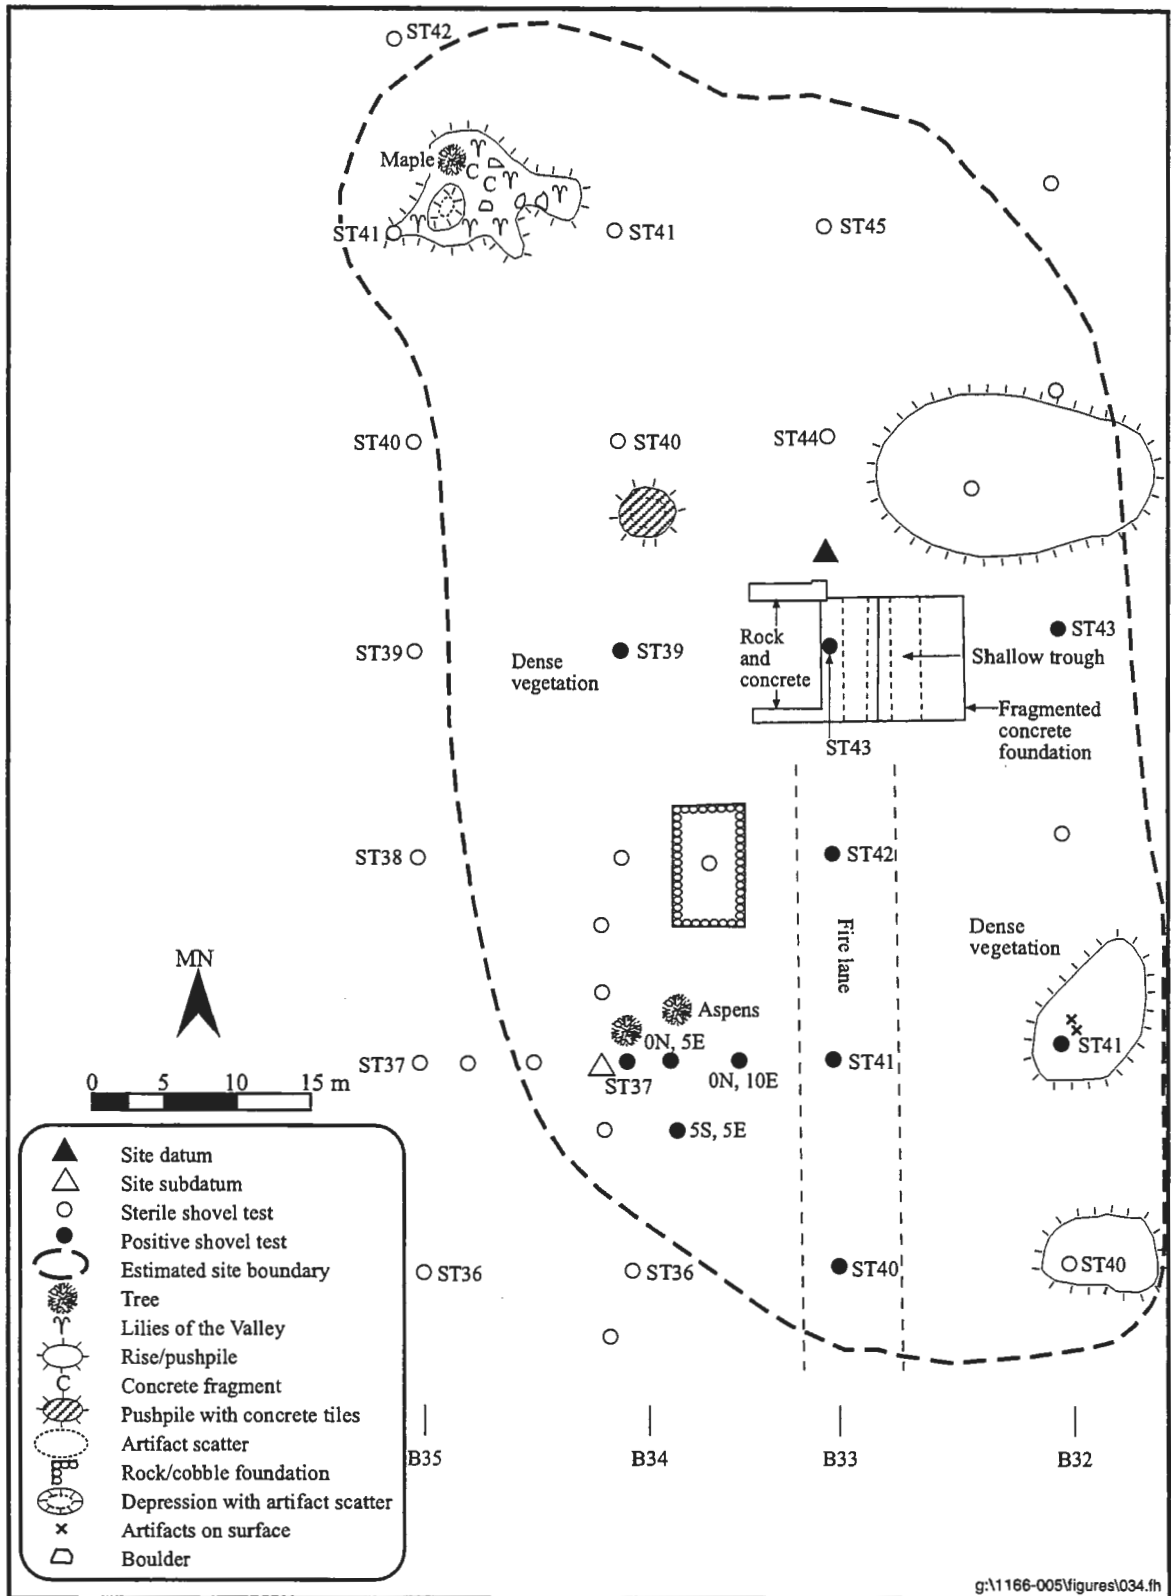 ST42
Maple
C
C
ST41
ST41
ST45
ST40
ST40
ST44
ST39
Dense
vegetation
ST39
Rock
and
concrete
Shallow trough
ST43
Fragmented
concrete
foundation
ST43
ST38
ST42
Fire lane
Dense
vegetation
MN
Aspens
0N, 5E
ST37
ST37
0N, 10E
ST41
ST41
0 5 10 15 m
5S, 5E
Site datum
Site subdatum
Sterile shovel test
Positive shovel test
Estimated site boundary
Tree
Lilies of the Valley
Rise/pushpile
C Concrete fragment
Pushpile with concrete tiles
Artifact scatter
Rock/cobble foundation
Depression with artifact scatter
Artifacts on surface
Boulder
ST36
ST36
ST40
ST40
B35
B34
B33
B32
g:\1166-005\figures\034.fh